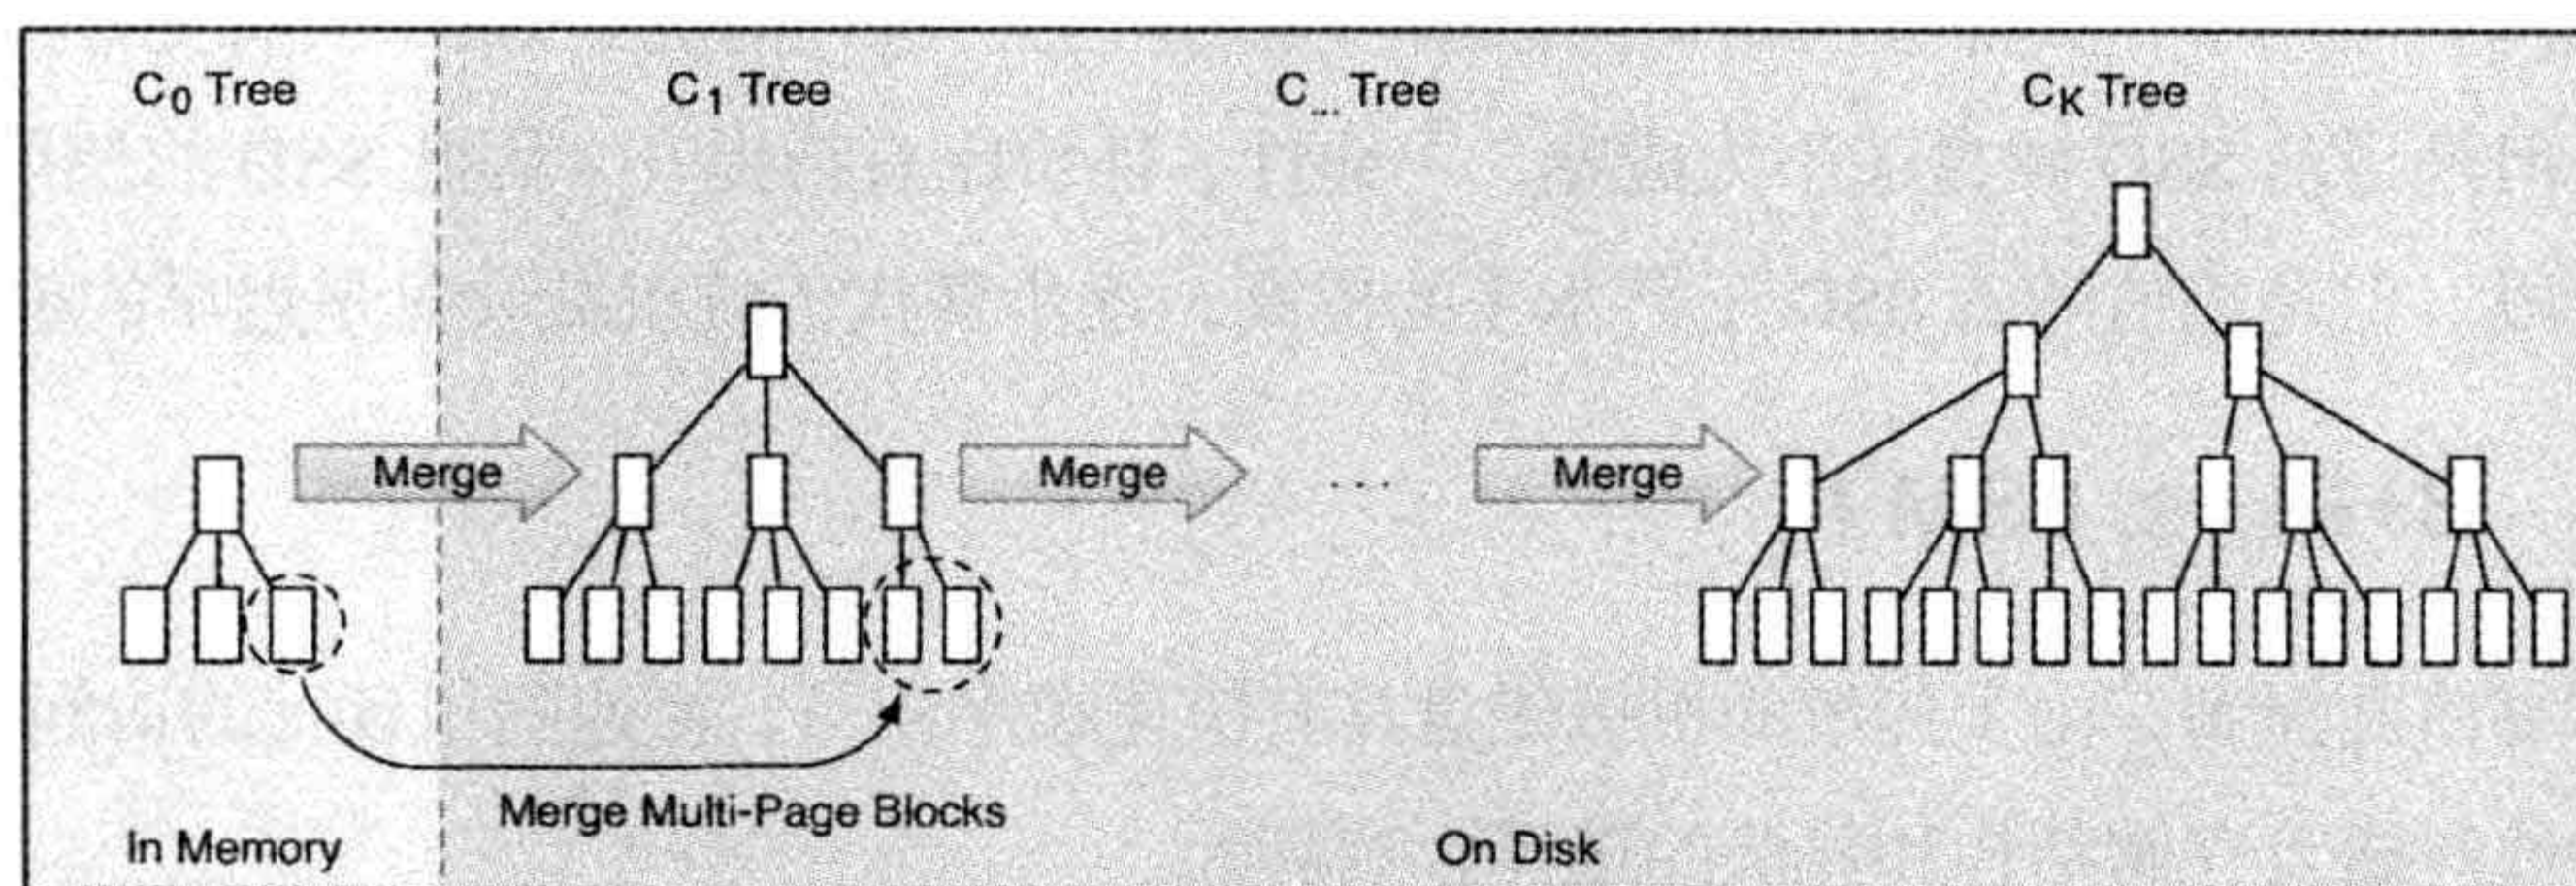 C0 Tree
C1 Tree
C... Tree
CK Tree
Merge
Merge
...
Merge
Merge Multi-Page Blocks
In Memory
On Disk